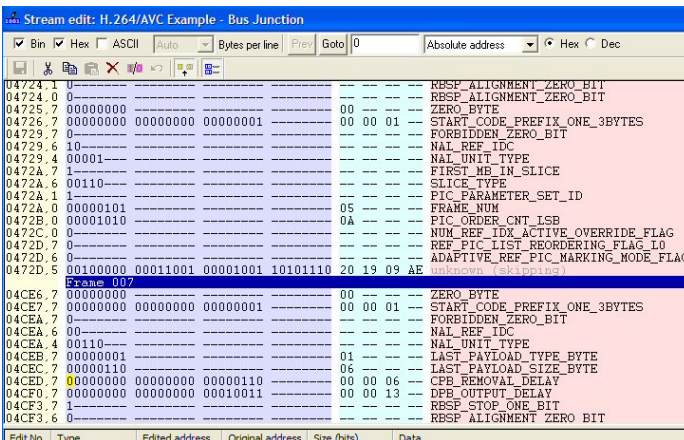 Stream edit: H.264/AVC Example - Bus Junction
Bin Hex ASCII Auto Bytes per line Prev Goto 0 Absolute address Hex Dec
04724,1 0------- -------- -------- -------- -- -- -- -- RBSP_ALIGNMENT_ZERO_BIT
04724,0 0------- -------- -------- -------- -- -- -- -- RBSP_ALIGNMENT_ZERO_BIT
04725,7 00000000 -------- -------- -------- 00 -- -- -- ZERO_BYTE
04726,7 00000000 00000000 00000001 -------- 00 00 01 -- START_CODE_PREFIX_ONE_3BYTES
04729,7 0------- -------- -------- -------- -- -- -- -- FORBIDDEN_ZERO_BIT
04729,6 10------ -------- -------- -------- -- -- -- -- NAL_REF_IDC
04729,4 00001--- -------- -------- -------- -- -- -- -- NAL_UNIT_TYPE
0472A,7 1------- -------- -------- -------- -- -- -- -- FIRST_MB_IN_SLICE
0472A,6 00110--- -------- -------- -------- -- -- -- -- SLICE_TYPE
0472A,1 1------- -------- -------- -------- -- -- -- -- PIC_PARAMETER_SET_ID
0472A,0 00000101 -------- -------- -------- 05 -- -- -- FRAME_NUM
0472B,0 00001010 -------- -------- -------- 0A -- -- -- PIC_ORDER_CNT_LSB
0472C,0 0------- -------- -------- -------- -- -- -- -- NUM_REF_IDX_ACTIVE_OVERRIDE_FLAG
0472D,7 0------- -------- -------- -------- -- -- -- -- REF_PIC_LIST_REORDERING_FLAG_L0
0472D,6 0------- -------- -------- -------- -- -- -- -- ADAPTIVE_REF_PIC_MARKING_MODE_FLAG
0472D,5 00100000 00011001 00001001 10101110 20 19 09 AE unknown (skipping)
Frame 007
04CE6,7 00000000 -------- -------- -------- 00 -- -- -- ZERO_BYTE
04CE7,7 00000000 00000000 00000001 -------- 00 00 01 -- START_CODE_PREFIX_ONE_3BYTES
04CEA,7 0------- -------- -------- -------- -- -- -- -- FORBIDDEN_ZERO_BIT
04CEA,6 00------ -------- -------- -------- -- -- -- -- NAL_REF_IDC
04CEA,4 00110--- -------- -------- -------- -- -- -- -- NAL_UNIT_TYPE
04CEB,7 00000001 -------- -------- -------- 01 -- -- -- LAST_PAYLOAD_TYPE_BYTE
04CEC,7 00000110 -------- -------- -------- 06 -- -- -- LAST_PAYLOAD_SIZE_BYTE
04CED,7 00000000 00000000 00000110 -------- 00 00 06 -- CPB_REMOVAL_DELAY
04CF0,7 00000000 00000000 00010011 -------- 00 00 13 -- DPB_OUTPUT_DELAY
04CF3,7 1------- -------- -------- -------- -- -- -- -- RBSP_STOP_ONE_BIT
04CF3,6 0------- -------- -------- -------- -- -- -- -- RBSP_ALIGNMENT_ZERO_BIT
Edit No Type Edited address Original address Size (bits) Data